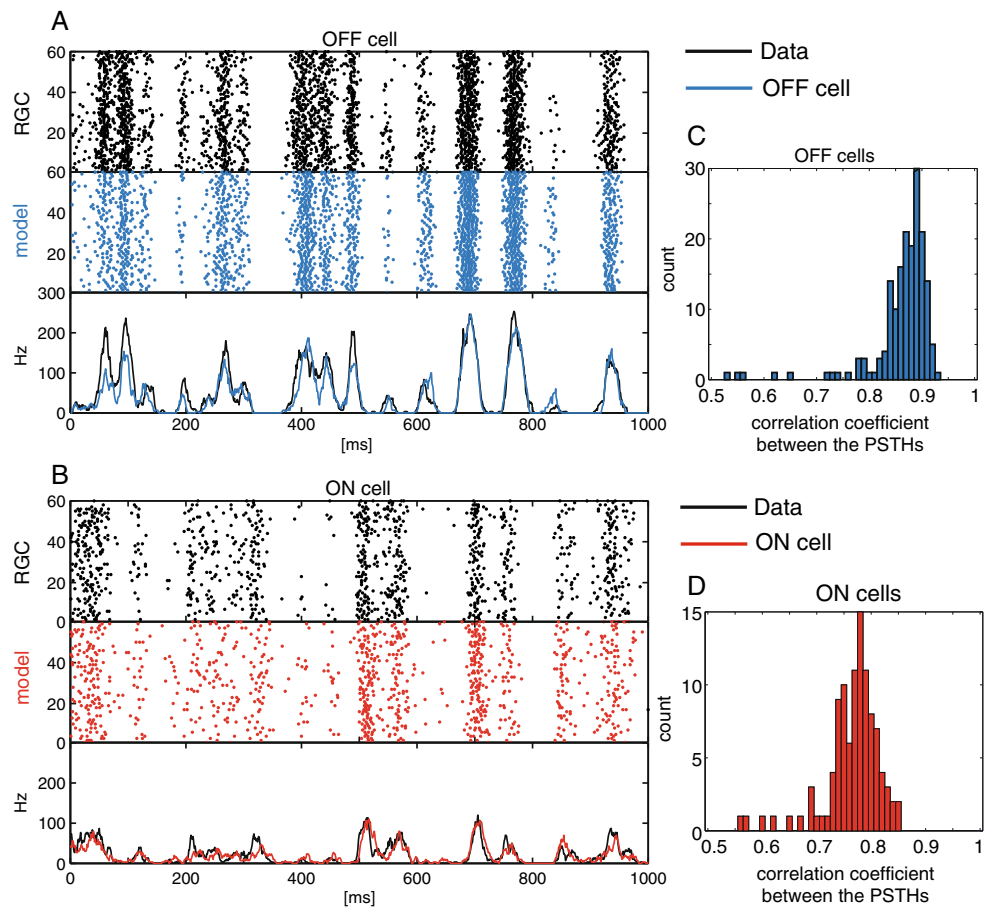 A
OFF cell
60
40
20
RGC
60
40
20
model
300
200
100
0
Hz
0
200
400
600
800
1000
[ms]
Data
OFF cell
C
OFF cells
30
20
10
0
count
0.5
0.6
0.7
0.8
0.9
1
correlation coefficient
between the PSTHs
B
ON cell
60
40
20
0
RGC
40
20
0
model
200
100
0
Hz
0
200
400
600
800
1000
[ms]
Data
ON cell
D
ON cells
15
10
5
0
count
0.5
0.6
0.7
0.8
0.9
1
correlation coefficient
between the PSTHs